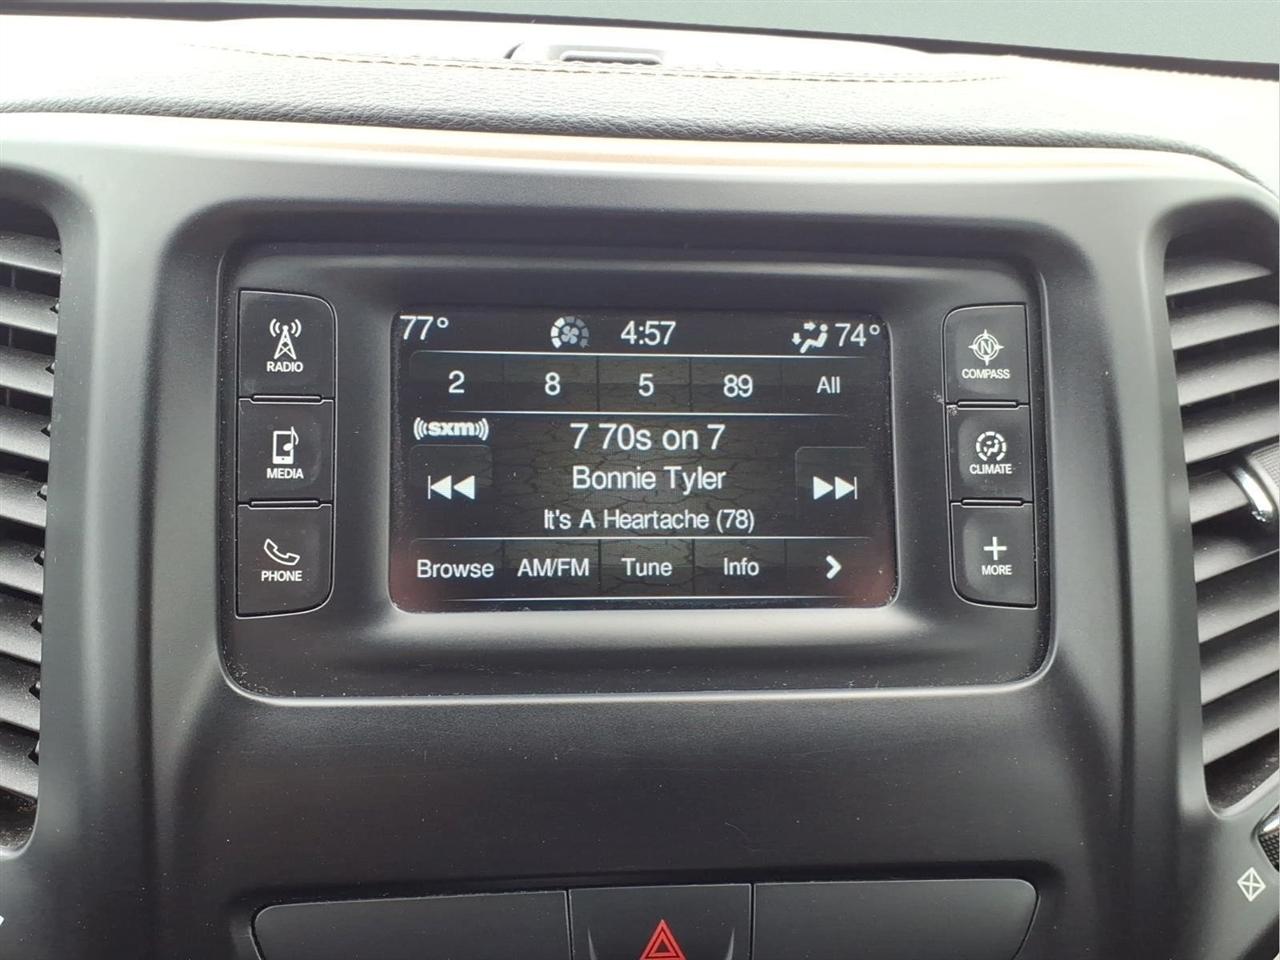 77° 4:57 74°
2 8 5 89 All
((sxm))
7 70s on 7
Bonnie Tyler
It's A Heartache (78)
Browse AM/FM Tune Info >
RADIO
MEDIA
PHONE
N
COMPASS
CLIMATE
+
MORE